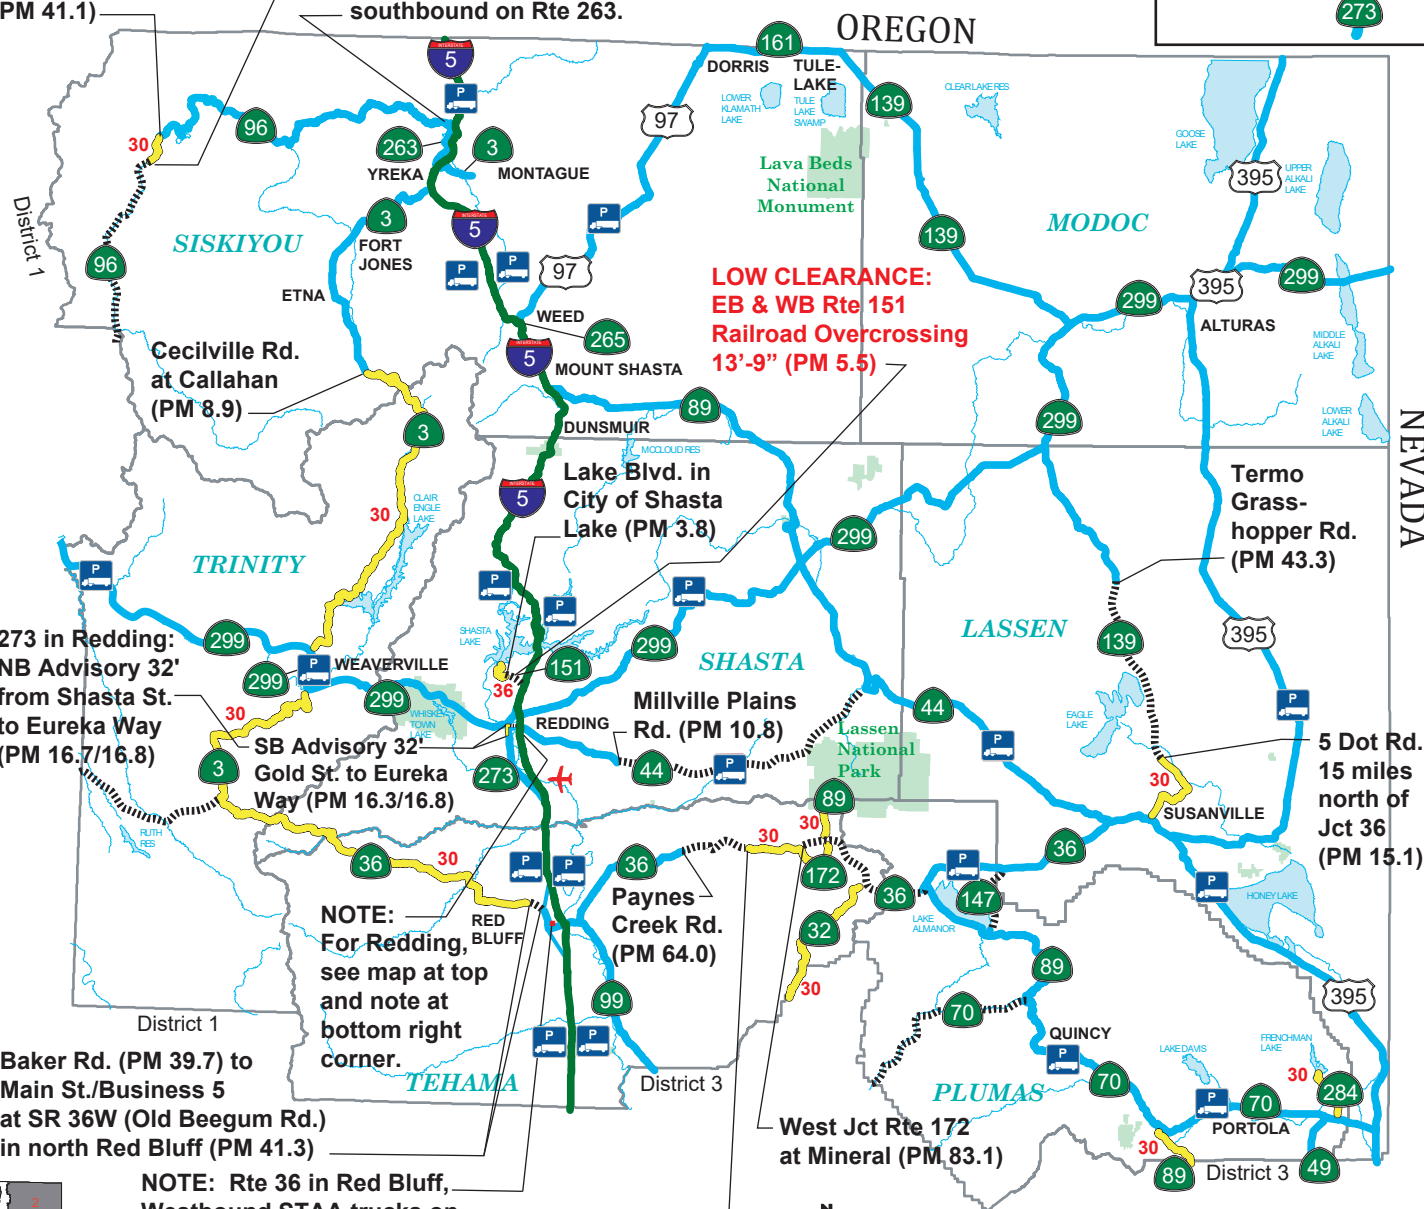 PM 41.1)
southbound on Rte 263.
OREGON
273
INTERSTATE
5
161
DORRIS
TULE-
LAKE
LOWER
KLAMATH
LAKE
TULE
LAKE
SWAMP
139
CLEAR LAKE RES
GOOSE
LAKE
97
96
30
263
3
YREKA
MONTAGUE
Lava Beds
National
Monument
395
UPPER
ALKALI
LAKE
District 1
SISKIYOU
3
FORT
JONES
INTERSTATE
5
139
MODOC
96
97
LOW CLEARANCE:
EB & WB Rte 151
Railroad Overcrossing
13'-9" (PM 5.5)
395
299
299
ETNA
WEED
265
ALTURAS
MIDDLE
ALKALI
LAKE
Cecilville Rd.
at Callahan
(PM 8.9)
INTERSTATE
5
MOUNT SHASTA
89
299
LOWER
ALKALI
LAKE
NEVADA
3
DUNSMUIR
MCCLOUD RES
Lake Blvd. in
City of Shasta
Lake (PM 3.8)
INTERSTATE
5
Termo
Grass-
hopper Rd.
(PM 43.3)
30
CLAIR
ENGLE
LAKE
299
TRINITY
P
273 in Redding:
NB Advisory 32'
from Shasta St.
to Eureka Way
(PM 16.7/16.8)
299
299
WEAVERVILLE
299
SHASTA
LAKE
36
151
299
SHASTA
LASSEN
139
395
30
WHISKEY
TOWN
LAKE
REDDING
Millville Plains
Rd. (PM 10.8)
44
EAGLE
LAKE
SB Advisory 32'
Gold St. to Eureka
Way (PM 16.3/16.8)
3
273
44
Lassen
National
Park
5 Dot Rd.
15 miles
north of
Jct 36
(PM 15.1)
30
SUSANVILLE
RUTH
RES
89
30
30
36
30
36
172
36
36
147
HONEY LAKE
NOTE:
For Redding,
see map at top
and note at
bottom right
corner.
RED
BLUFF
Paynes
Creek Rd.
(PM 64.0)
32
LAKE
ALMANOR
30
89
99
70
395
QUINCY
District 1
Baker Rd. (PM 39.7) to
Main St./Business 5
at SR 36W (Old Beegum Rd.)
in north Red Bluff (PM 41.3)
TEHAMA
District 3
PLUMAS
70
LAKE DAVIS
FRENCHMAN
LAKE
30
284
70
PORTOLA
West Jct Rte 172
at Mineral (PM 83.1)
30
89
District 3
49
NOTE:  Rte 36 in Red Bluff,
Westbound STAA trucks on
2
N